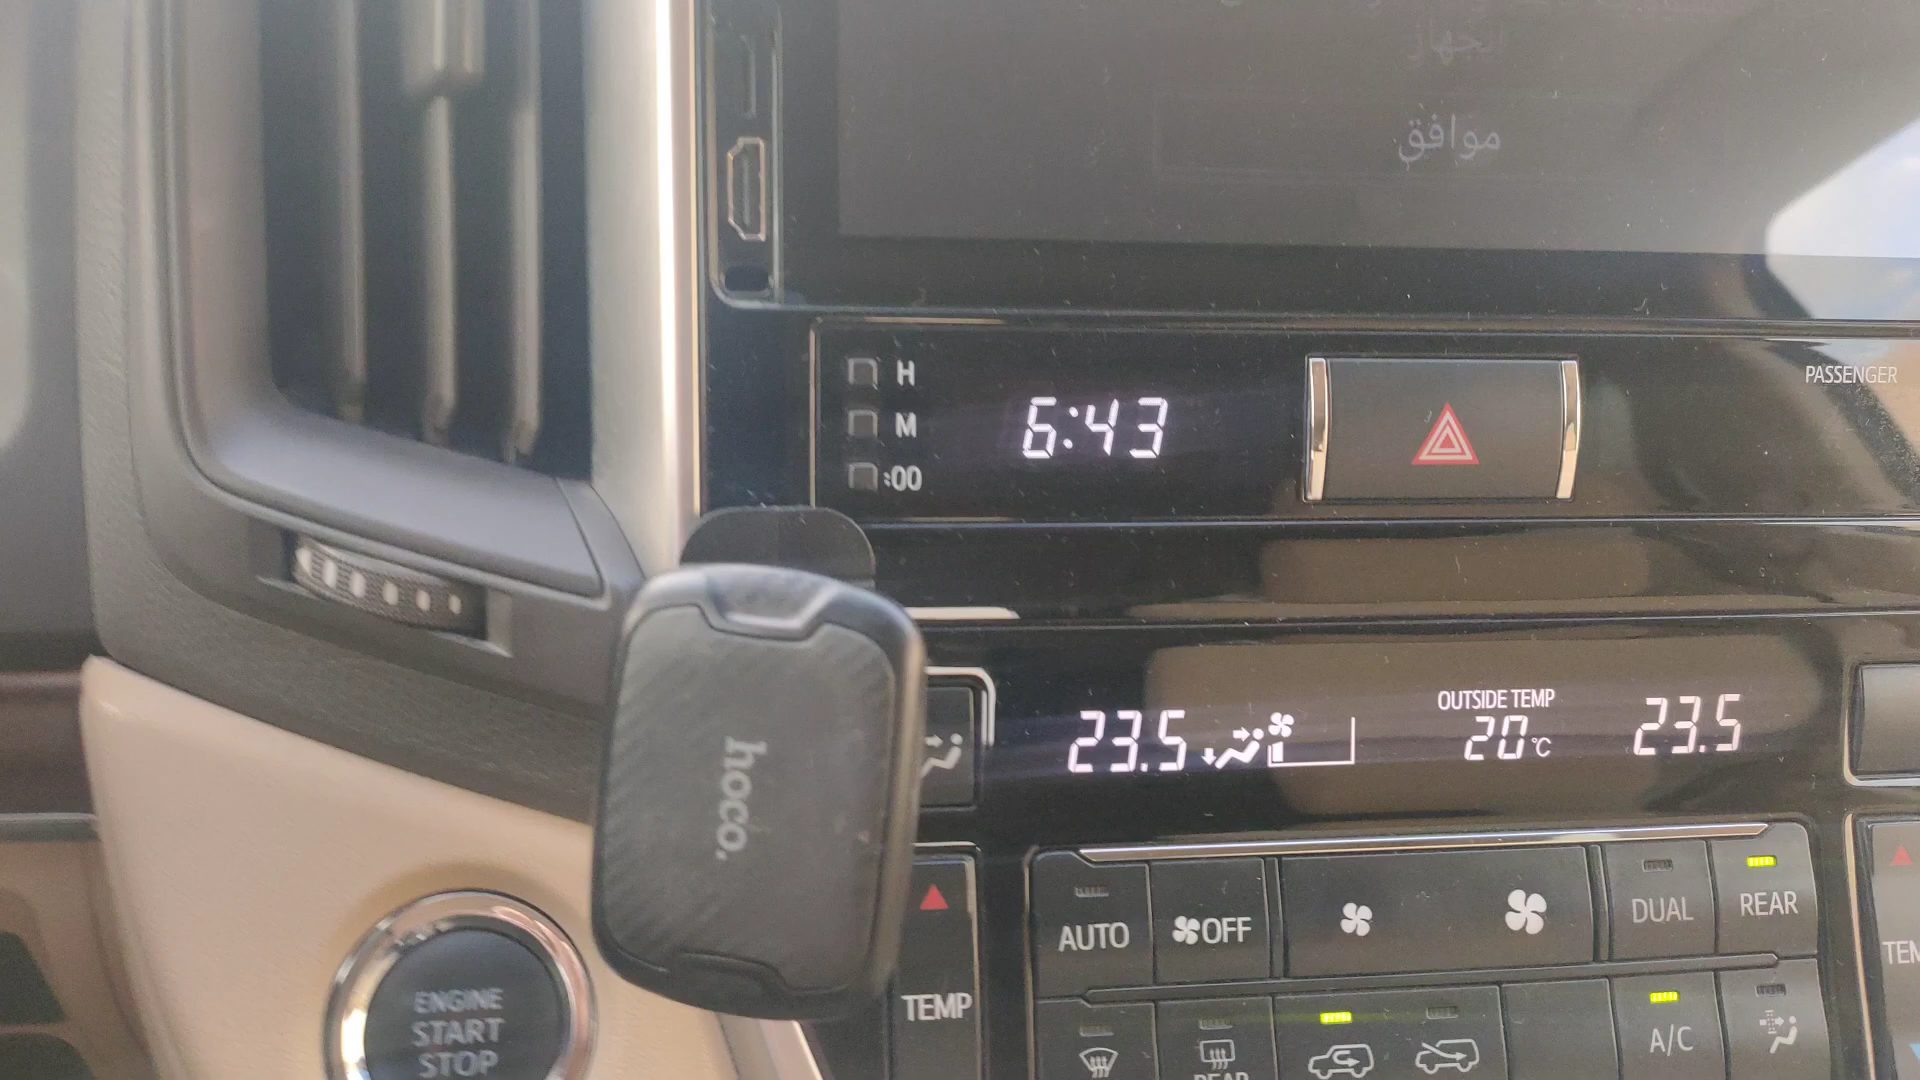 الجهاز
موافق
H
6:43
PASSENGER
M
:00
OUTSIDE TEMP
23.5
20°C
23.5
hoco.
AUTO
OFF
DUAL
REAR
TEMP
ENGINE
START
STOP
A/C
REAR